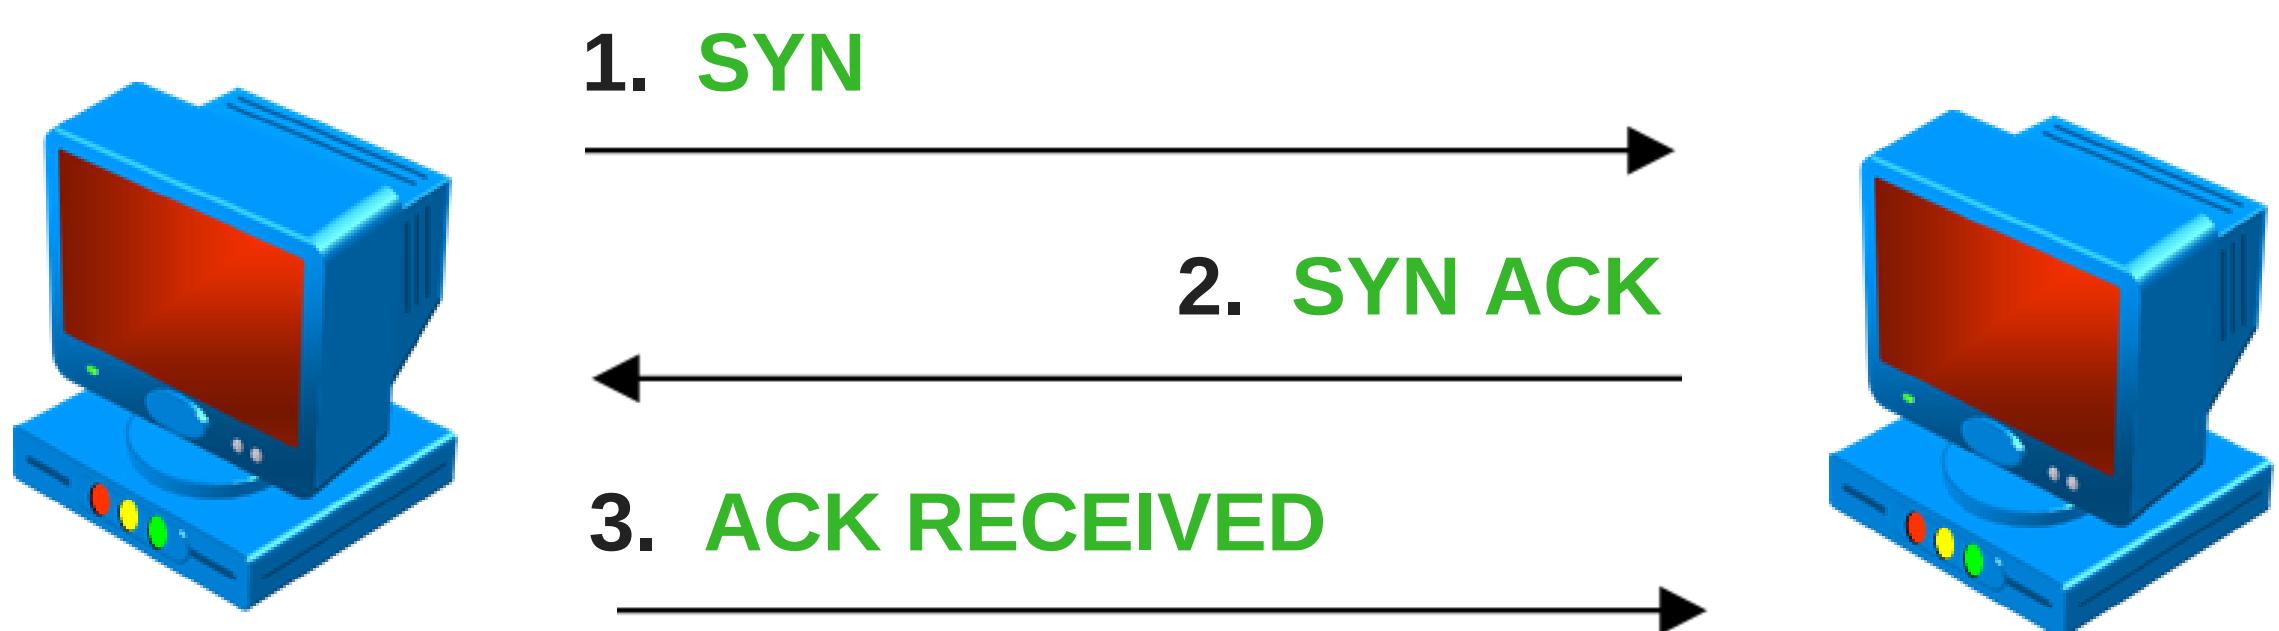 1. SYN
2. SYN ACK
3. ACK RECEIVED